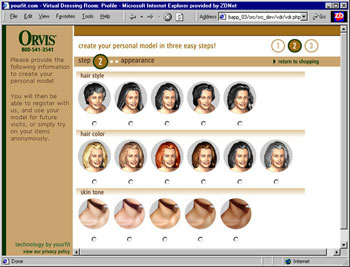 yourfit.com - Virtual Dressing Room: Profile - Microsoft Internet Explorer provided by ZDNet
File Edit View Favorites Tools Help
Back
Address
bapp_03/src/src_dev/vdr/vdr.php
Go
ORVIS
800-541-3541
Please provide the
following information
to create your
personal model
You will then be
able to register with
us, and use your
model for future
visits, or simply try
on your items
anonymously.
technology by yourfit
view our privacy policy
create your personal model in three easy steps!
1 2 3
step 2 appearance
return to shopping
hair style
hair color
skin tone
Done
Internet